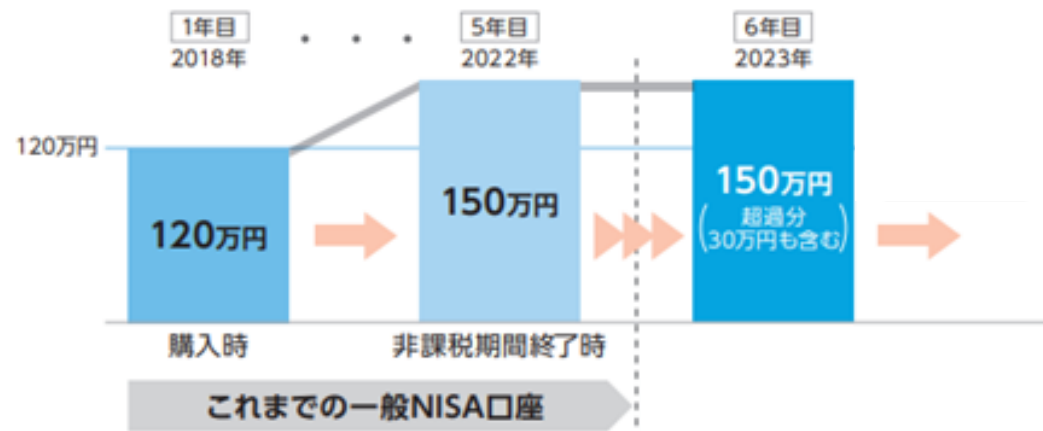 1年目
2018年
・ ・ ・
5年目
2022年
6年目
2023年
120万円
120万円
150万円
150万円
(超過分
30万円も含む)
購入時
非課税期間終了時
これまでの一般NISA口座